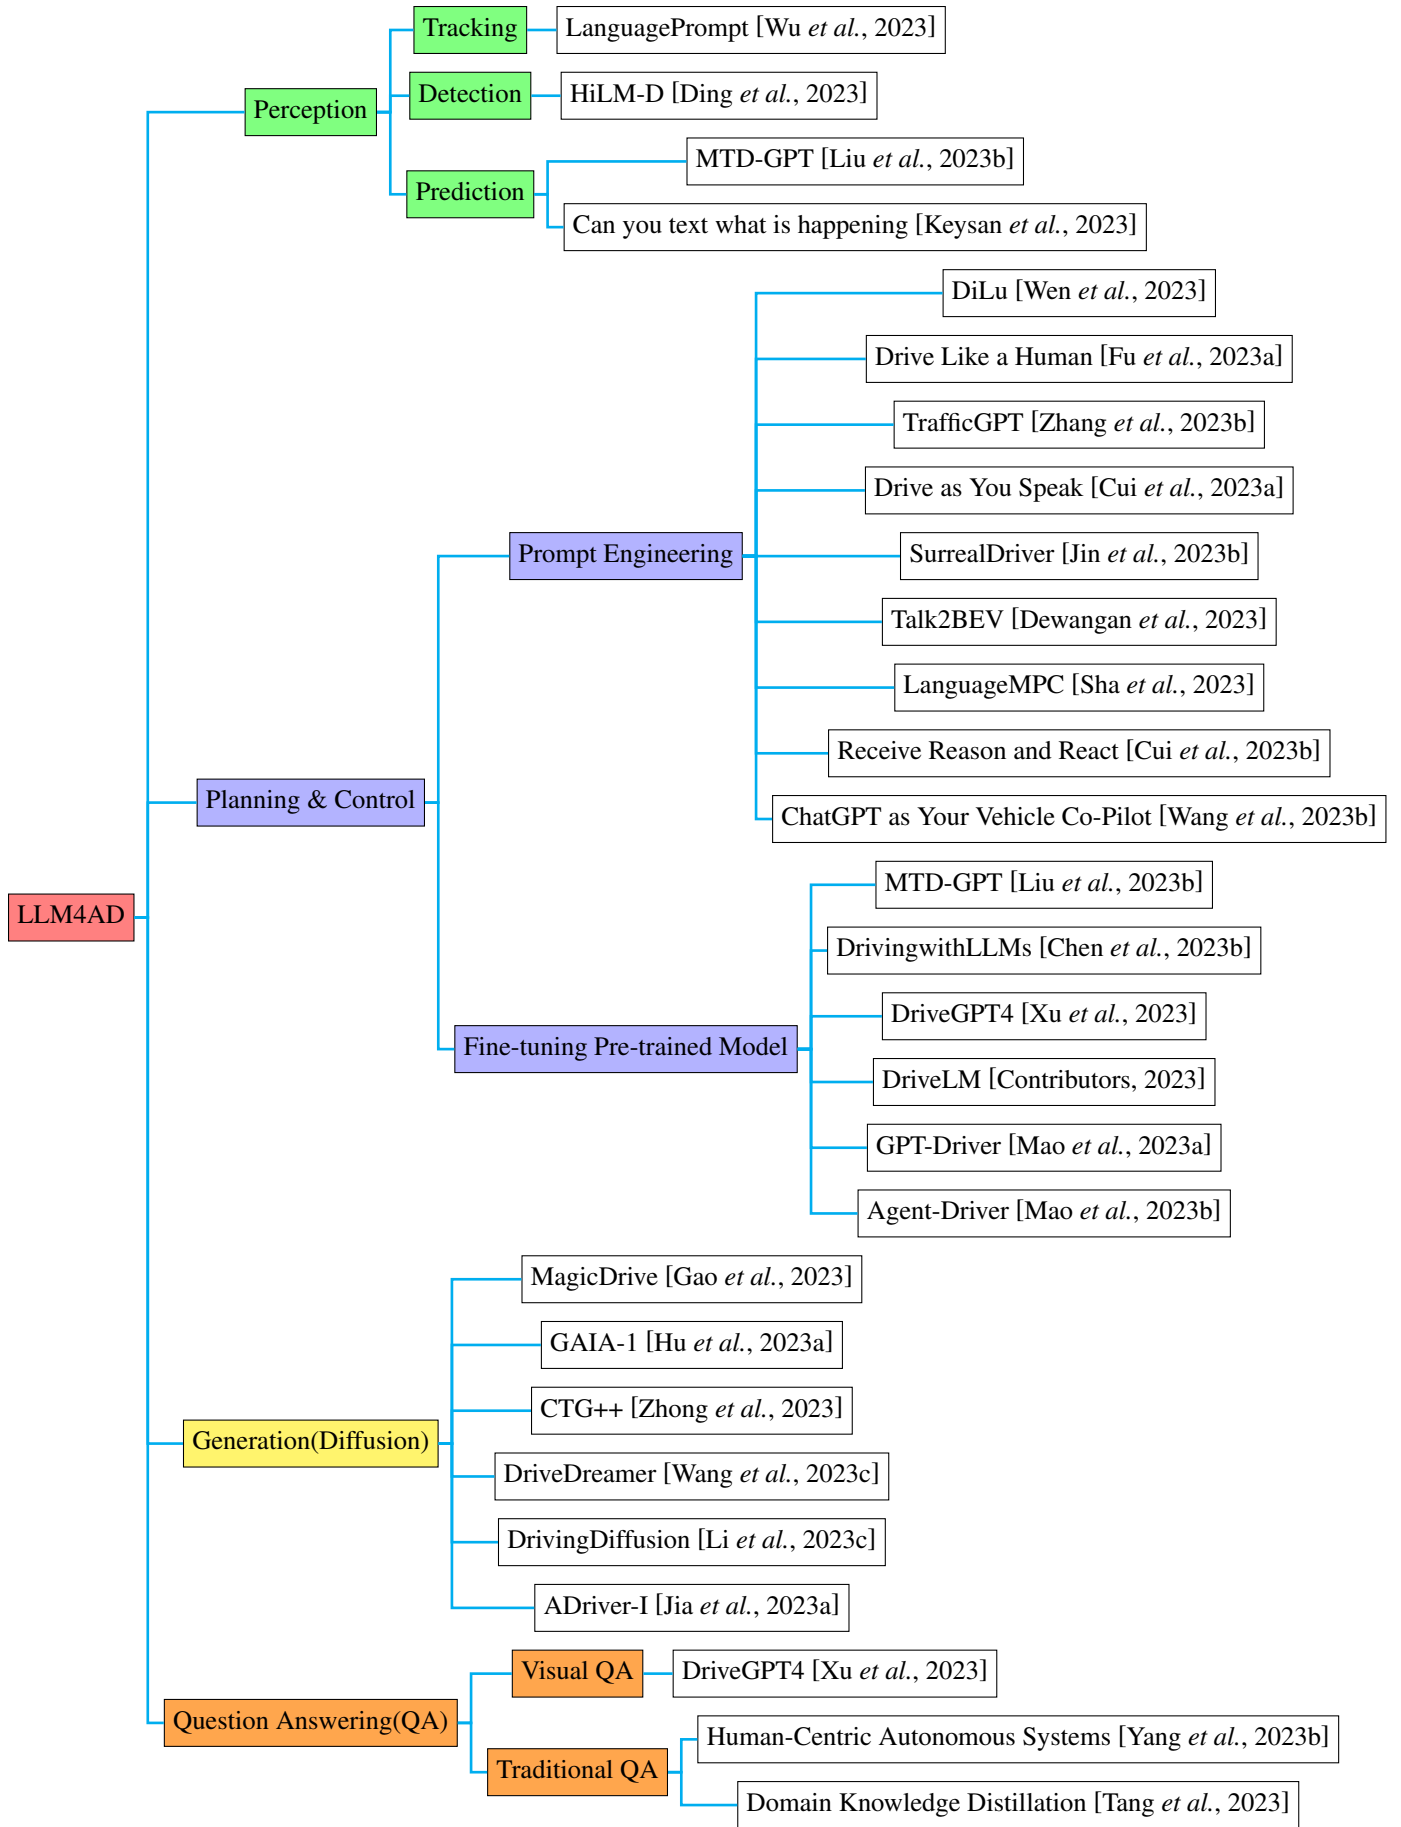 Tracking
LanguagePrompt [Wu et al., 2023]
Detection
HiLM-D [Ding et al., 2023]
Perception
MTD-GPT [Liu et al., 2023b]
Prediction
Can you text what is happening [Keysan et al., 2023]
DiLu [Wen et al., 2023]
Drive Like a Human [Fu et al., 2023a]
TrafficGPT [Zhang et al., 2023b]
Drive as You Speak [Cui et al., 2023a]
Prompt Engineering
SurrealDriver [Jin et al., 2023b]
Talk2BEV [Dewangan et al., 2023]
LanguageMPC [Sha et al., 2023]
Receive Reason and React [Cui et al., 2023b]
Planning & Control
ChatGPT as Your Vehicle Co-Pilot [Wang et al., 2023b]
MTD-GPT [Liu et al., 2023b]
LLM4AD
DrivingwithLLMs [Chen et al., 2023b]
DriveGPT4 [Xu et al., 2023]
Fine-tuning Pre-trained Model
DriveLM [Contributors, 2023]
GPT-Driver [Mao et al., 2023a]
Agent-Driver [Mao et al., 2023b]
MagicDrive [Gao et al., 2023]
GAIA-1 [Hu et al., 2023a]
CTG++ [Zhong et al., 2023]
Generation(Diffusion)
DriveDreamer [Wang et al., 2023c]
DrivingDiffusion [Li et al., 2023c]
ADriver-I [Jia et al., 2023a]
Visual QA
DriveGPT4 [Xu et al., 2023]
Question Answering(QA)
Human-Centric Autonomous Systems [Yang et al., 2023b]
Traditional QA
Domain Knowledge Distillation [Tang et al., 2023]